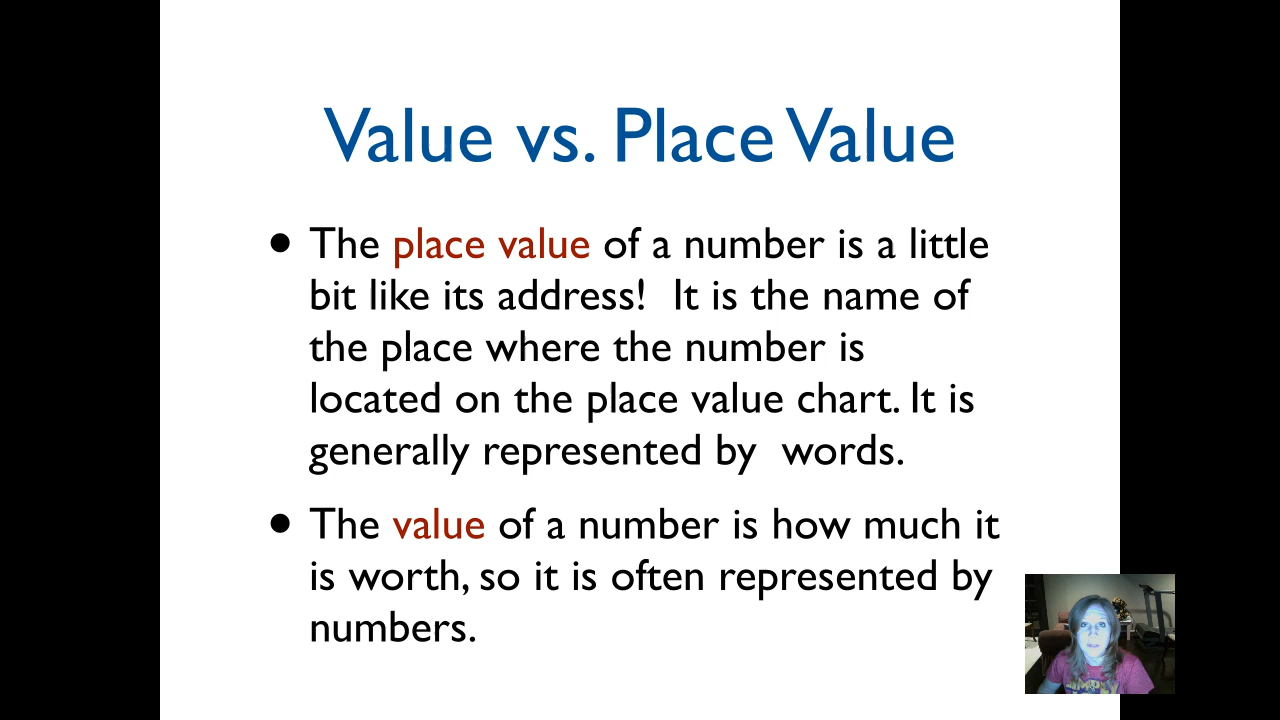 Value vs. Place Value
• The place value of a number is a little
bit like its address!  It is the name of
the place where the number is
located on the place value chart. It is
generally represented by  words.
• The value of a number is how much it
is worth, so it is often represented by
numbers.